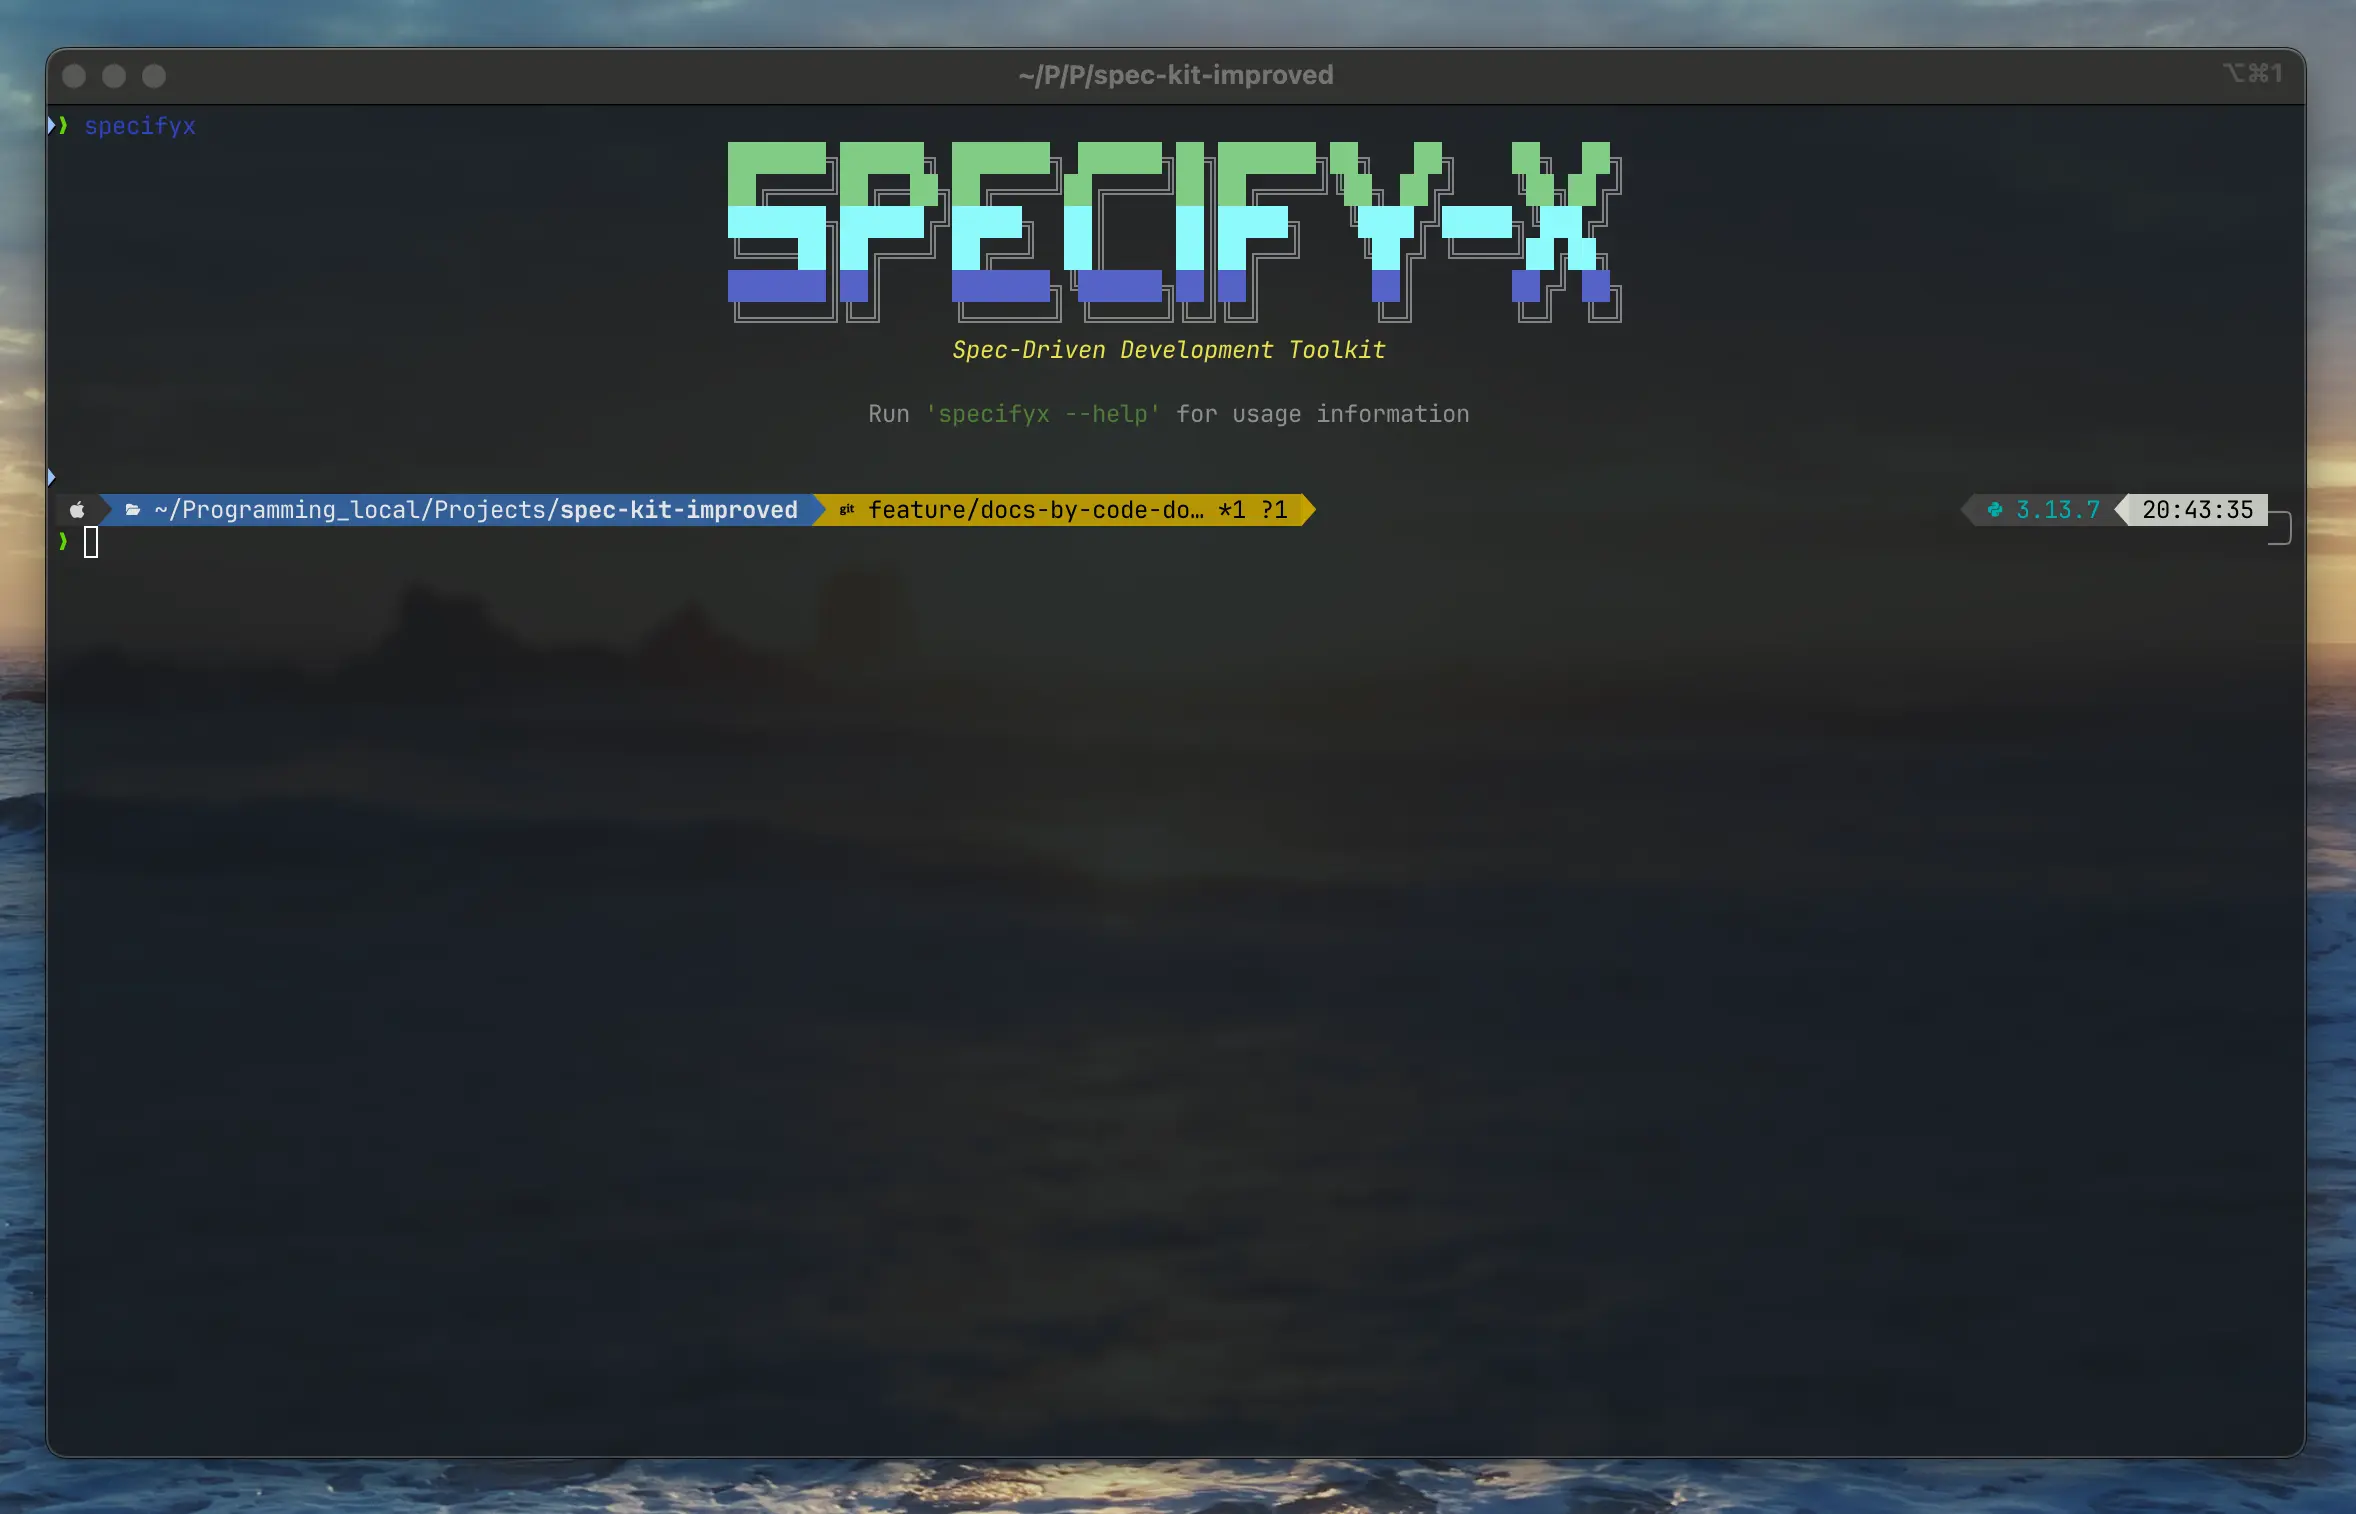 ~/P/P/spec-kit-improved
⌥⌘1
❯ specifyx
SPECIFY-X
Spec-Driven Development Toolkit
Run 'specifyx --help' for usage information
~/Programming_local/Projects/spec-kit-improved git feature/docs-by-code-do… *1 ?1 3.13.7 20:43:35
❯